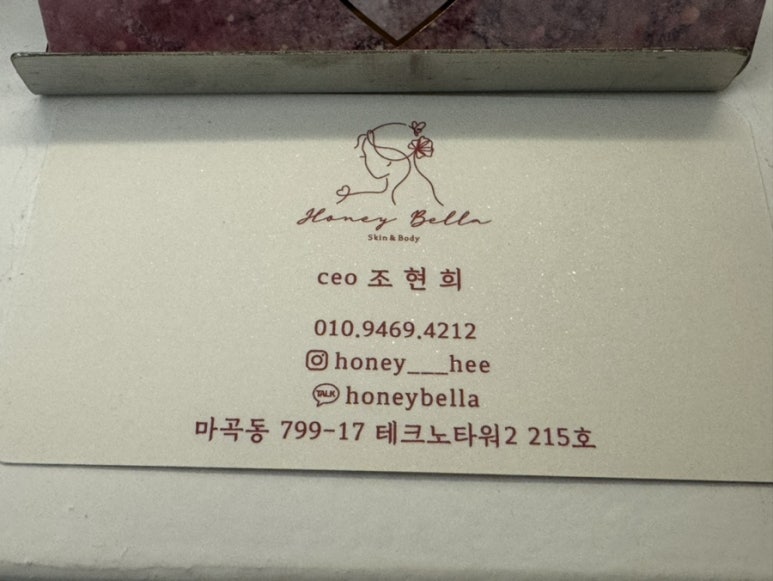 Honey Bella
Skin & Body
ceo 조현희
010.9469.4212
honey___hee
TALK honeybella
마곡동 799-17 테크노타워2 215호